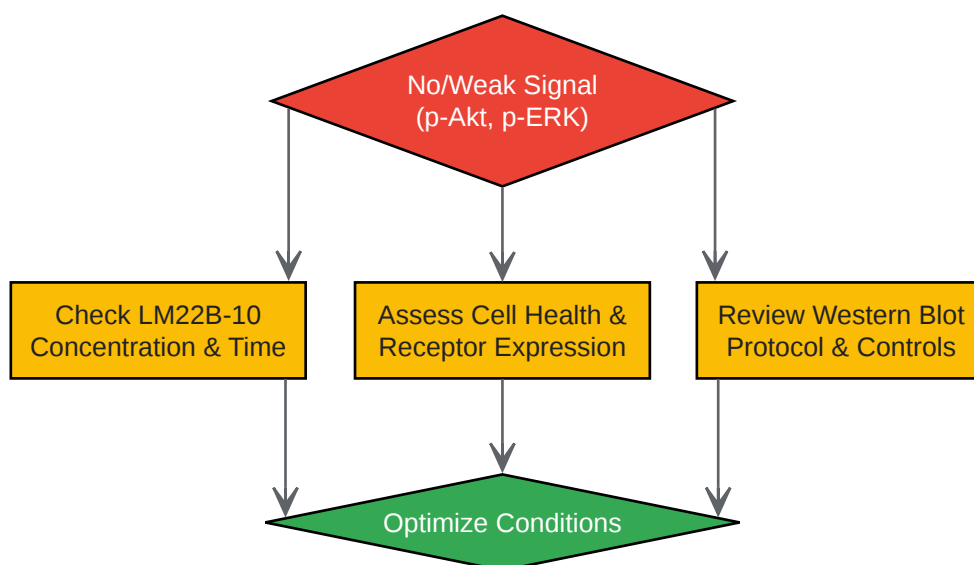 No/Weak Signal
(p-Akt, p-ERK)
Check LM22B-10
Concentration & Time
Assess Cell Health &
Receptor Expression
Review Western Blot
Protocol & Controls
Optimize Conditions